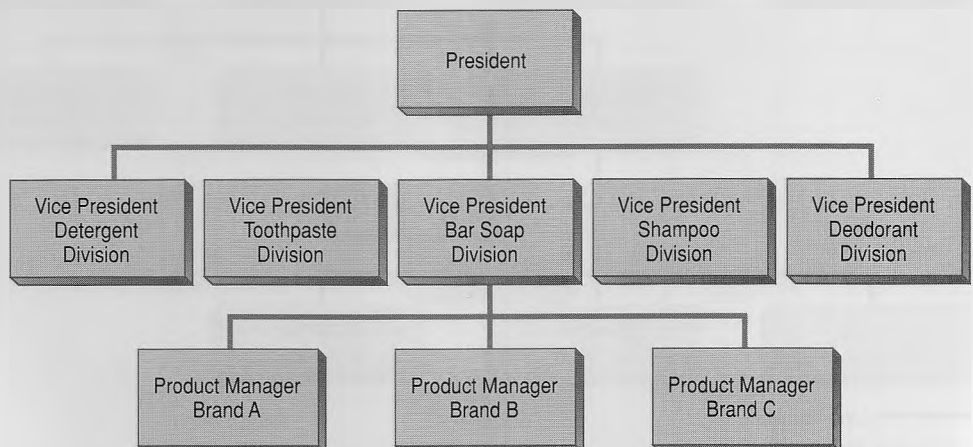 President
Vice President
Detergent
Division
Vice President
Toothpaste
Division
Vice President
Bar Soap
Division
Vice President
Shampoo
Division
Vice President
Deodorant
Division
Product Manager
Brand A
Product Manager
Brand B
Product Manager
Brand C